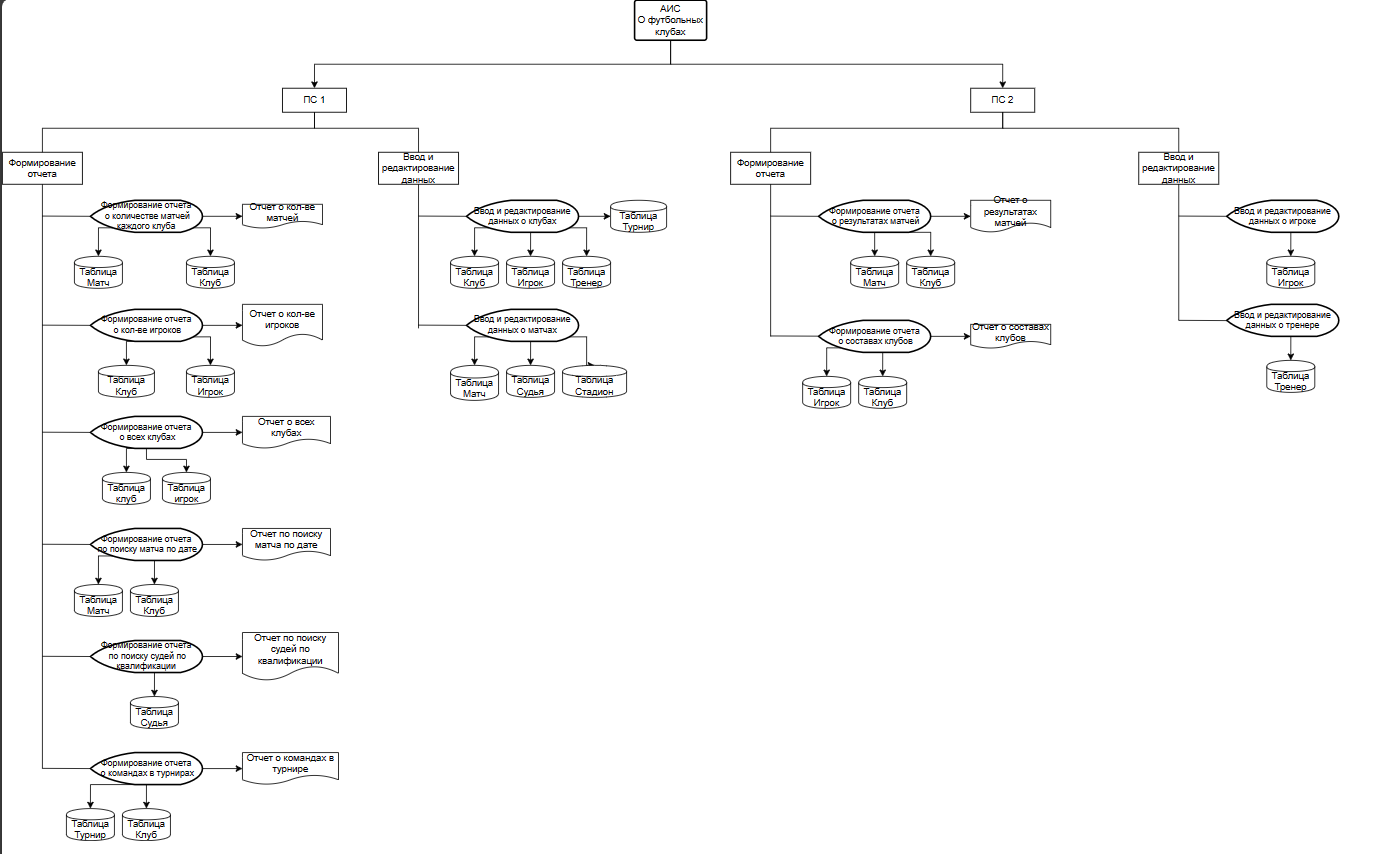 АИС
О футбольных
клубах
ПС 1
ПС 2
Формирование
отчета
Ввод и
редактирование
данных
Формирование
отчета
Ввод и
редактирование
данных
Формирование отчета
о количестве матчей
каждого клуба
Отчет о кол-ве
матчей
Таблица
Матч
Таблица
Клуб
Ввод и редактирование
данных о клубах
Таблица
Турнир
Таблица
Клуб
Таблица
Игрок
Таблица
Тренер
Формирование отчета
о результатах матчей
Отчет о
результатах
матчей
Таблица
Матч
Таблица
Клуб
Ввод и редактирование
данных о игроке
Таблица
Игрок
Формирование отчета
о кол-ве игроков
Отчет о кол-ве
игроков
Таблица
Клуб
Таблица
Игрок
Ввод и редактирование
данных о матчах
Таблица
Матч
Таблица
Судья
Таблица
Стадион
Формирование отчета
о составах клубов
Отчет о составах
клубов
Таблица
Игрок
Таблица
Клуб
Ввод и редактирование
данных о тренере
Таблица
Тренер
Формирование отчета
о всех клубах
Отчет о всех
клубах
Таблица
клуб
Таблица
игрок
Формирование отчета
по поиску матча по дате
Отчет по поиску
матча по дате
Таблица
Матч
Таблица
Клуб
Формирование отчета
по поиску судей по
квалификации
Отчет по поиску
судей по
квалификации
Таблица
Судья
Формирование отчета
о командах в турнирах
Отчет о командах в
турнире
Таблица
Турнир
Таблица
Клуб